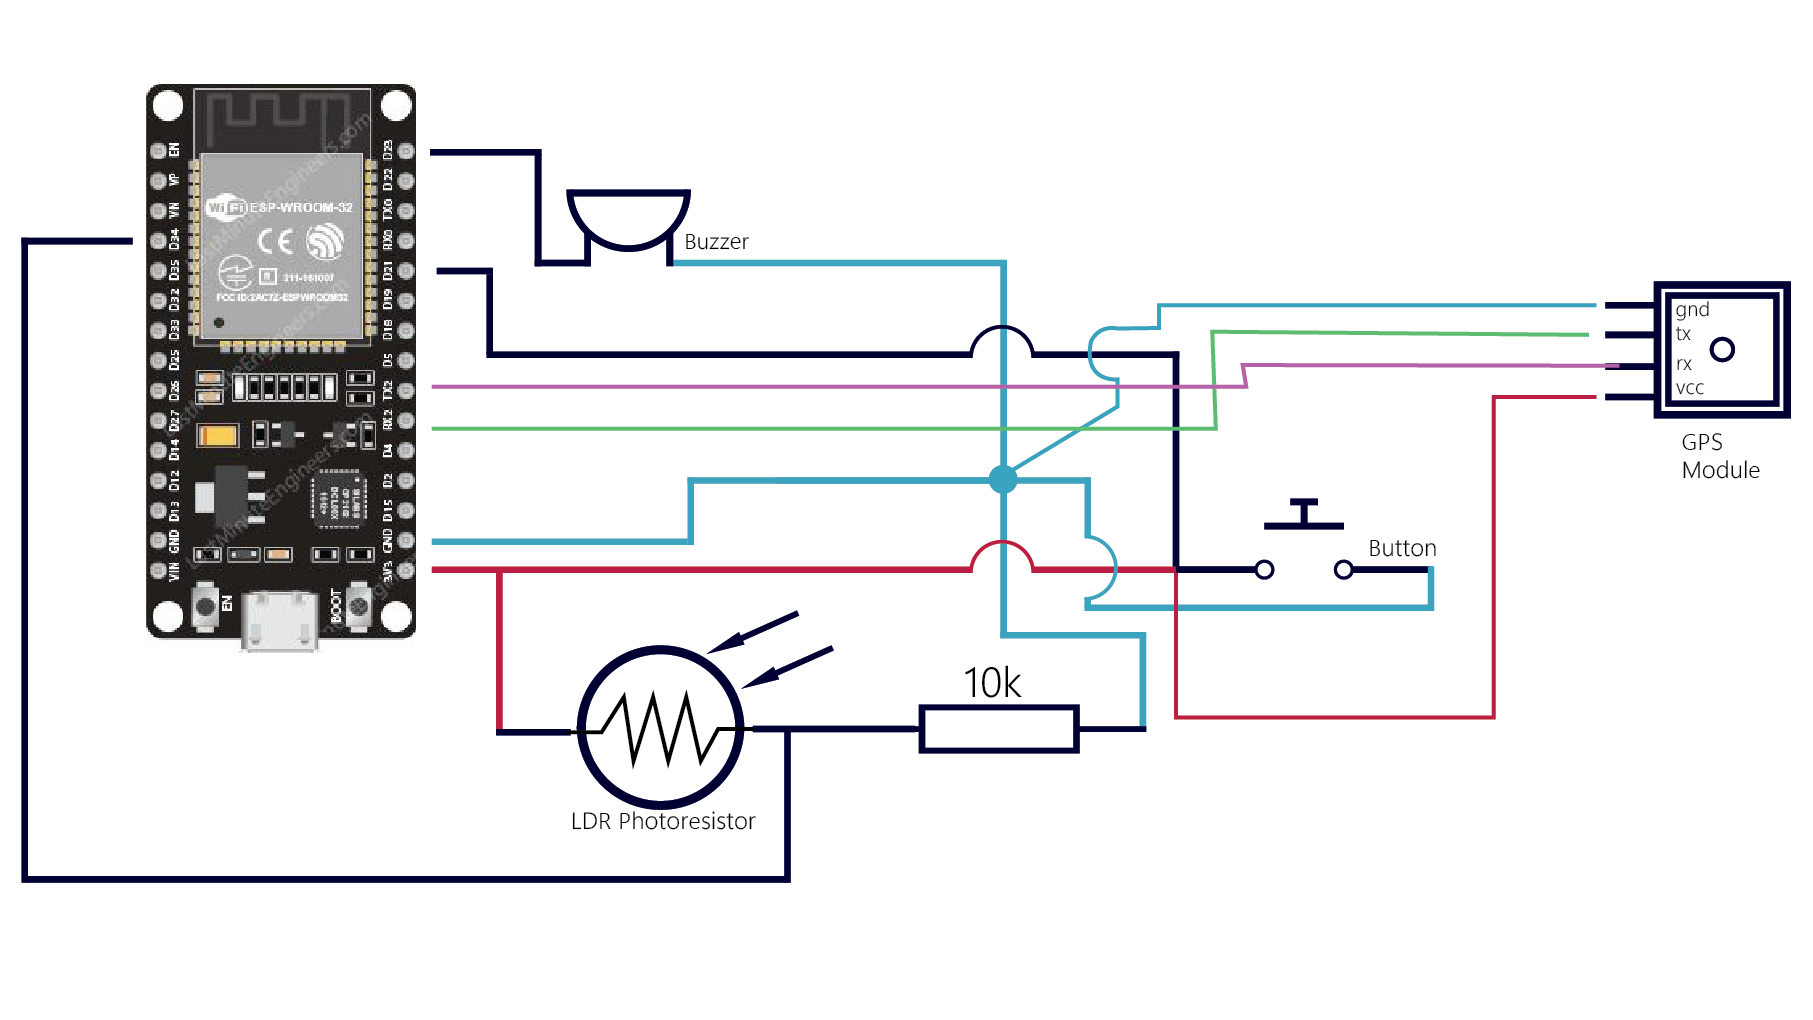 EN
VP
VN
D34
D35
D32
D33
D25
D26
D27
D14
D12
D13
GND
VIN
D23
D22
TX0
RX0
D21
D19
D18
D5
TX2
RX2
D4
D2
D15
GND
3V3
Wi Fi ESP-WROOM-32
CE
R 211-161007
FCC ID:2AC7Z-ESPWROOM32
LastMinuteEngineers.com
EN
BOOT
Buzzer
gnd
tx
rx
vcc
GPS
Module
Button
10k
LDR Photoresistor